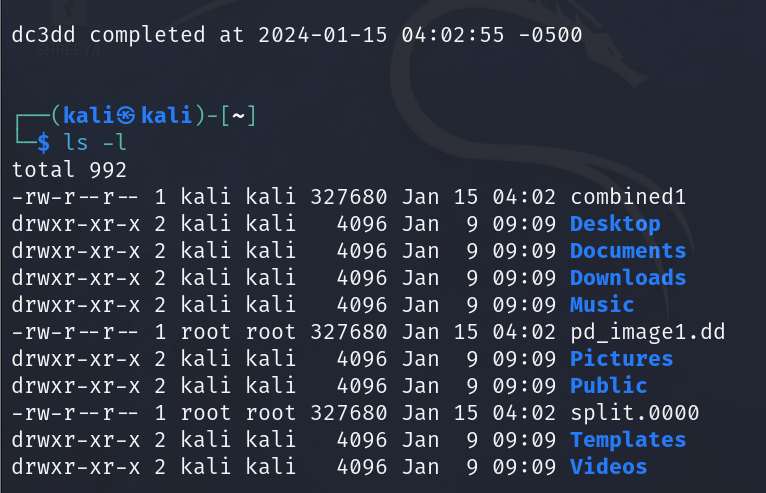 SHREEYA
dc3dd completed at 2024-01-15 04:02:55 -0500
┌──(kali㉿kali)-[~]
└─$ ls -l
total 992
-rw-r--r-- 1 kali kali 327680 Jan 15 04:02 combined1
drwxr-xr-x 2 kali kali   4096 Jan  9 09:09 Desktop
drwxr-xr-x 2 kali kali   4096 Jan  9 09:09 Documents
drwxr-xr-x 2 kali kali   4096 Jan  9 09:09 Downloads
drwxr-xr-x 2 kali kali   4096 Jan  9 09:09 Music
-rw-r--r-- 1 root root 327680 Jan 15 04:02 pd_image1.dd
drwxr-xr-x 2 kali kali   4096 Jan  9 09:09 Pictures
drwxr-xr-x 2 kali kali   4096 Jan  9 09:09 Public
-rw-r--r-- 1 root root 327680 Jan 15 04:02 split.0000
drwxr-xr-x 2 kali kali   4096 Jan  9 09:09 Templates
drwxr-xr-x 2 kali kali   4096 Jan  9 09:09 Videos